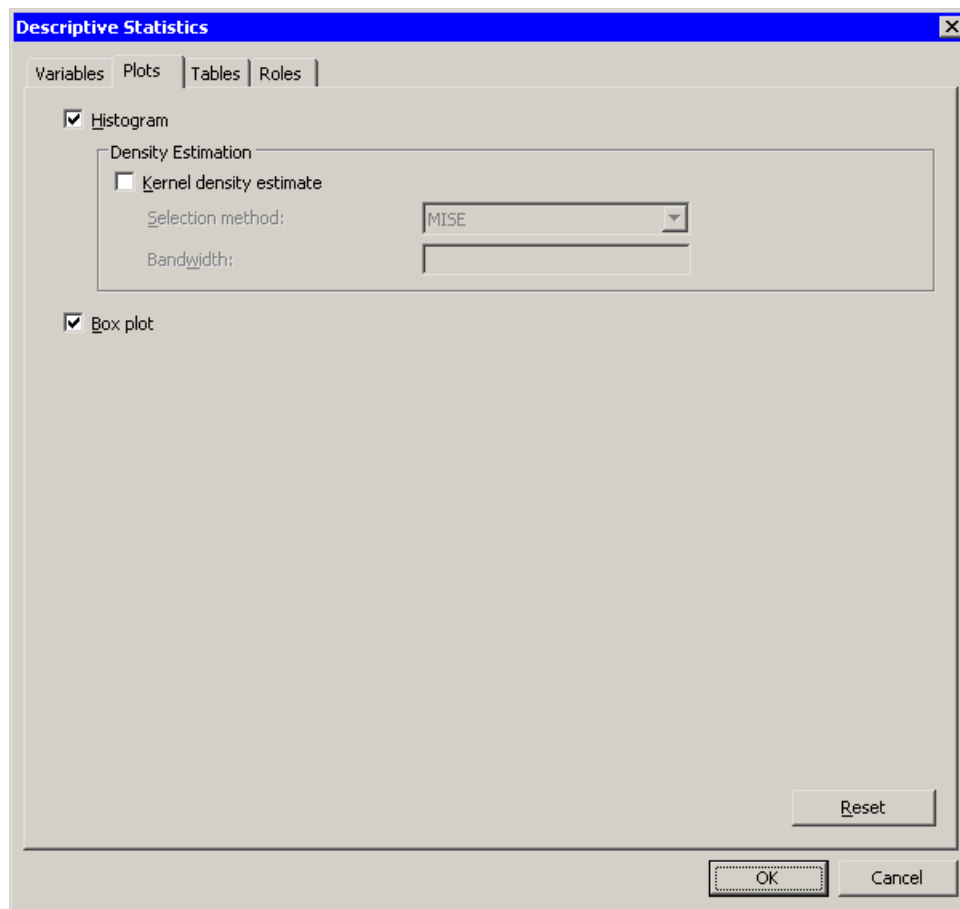 Descriptive Statistics
Variables Plots Tables Roles
Histogram
Density Estimation
Kernel density estimate
Selection method: MISE
Bandwidth:
Box plot
Reset
OK Cancel